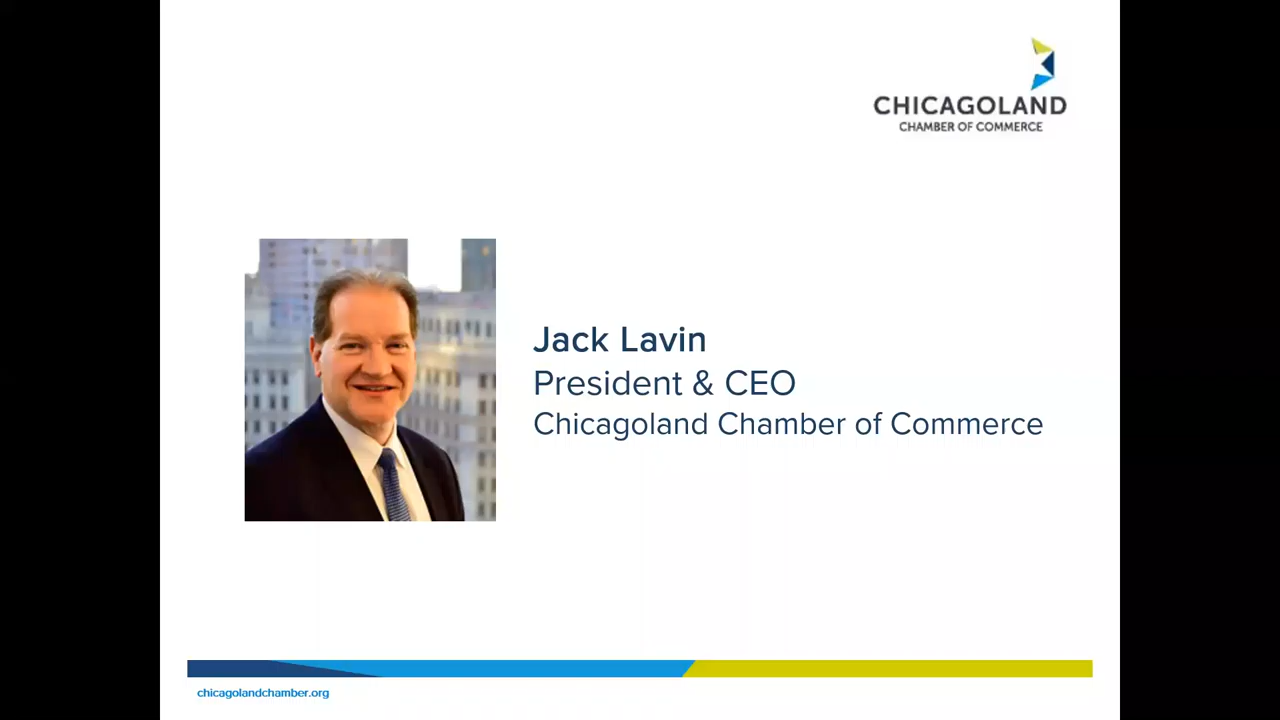 CHICAGOLAND
CHAMBER OF COMMERCE
Jack Lavin
President & CEO
Chicagoland Chamber of Commerce
chicagolandchamber.org